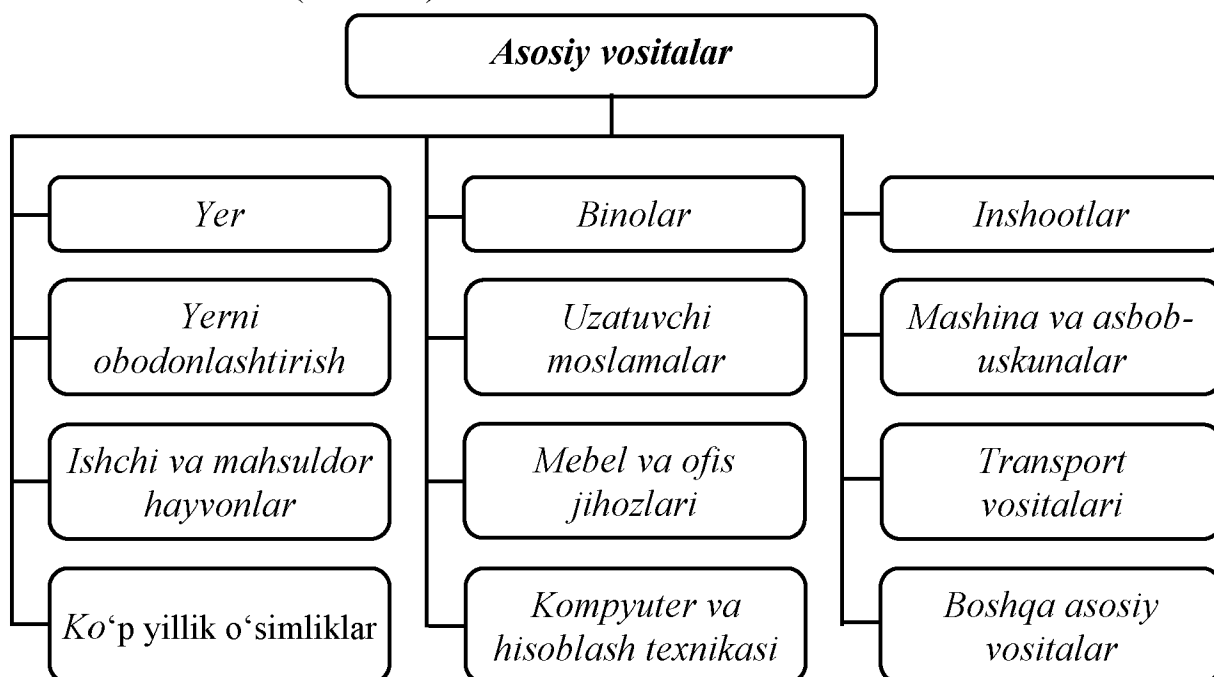 Asosiy vositalar
Yer
Binolar
Inshootlar
Yerni
obodonlashtirish
Uzatuvchi
moslamalar
Mashina va asbob-
uskunalar
Ishchi va mahsuldor
hayvonlar
Mebel va ofis
jihozlari
Transport
vositalari
Ko‘p yillik o‘simliklar
Kompyuter va
hisoblash texnikasi
Boshqa asosiy
vositalar